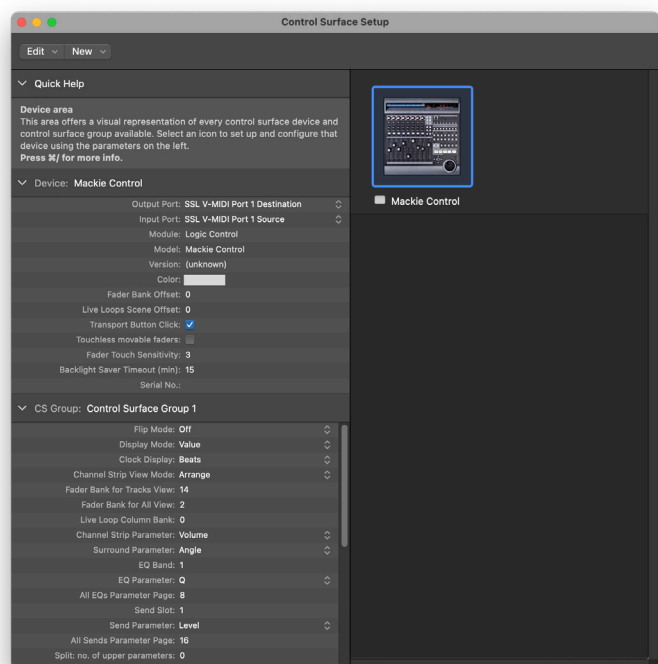 Control Surface Setup
Edit
New
Quick Help
Device area
This area offers a visual representation of every control surface device and
control surface group available. Select an icon to set up and configure that
device using the parameters on the left.
Press ⌘/ for more info.
Device: Mackie Control
Output Port: SSL V-MIDI Port 1 Destination
Input Port: SSL V-MIDI Port 1 Source
Module: Logic Control
Model: Mackie Control
Version: (unknown)
Color:
Fader Bank Offset: 0
Live Loops Scene Offset: 0
Transport Button Click:
Touchless movable faders:
Fader Touch Sensitivity: 3
Backlight Saver Timeout (min): 15
Serial No.:
CS Group: Control Surface Group 1
Flip Mode: Off
Display Mode: Value
Clock Display: Beats
Channel Strip View Mode: Arrange
Fader Bank for Tracks View: 14
Fader Bank for All View: 2
Live Loop Column Bank: 0
Channel Strip Parameter: Volume
Surround Parameter: Angle
EQ Band: 1
EQ Parameter: Q
All EQs Parameter Page: 8
Send Slot: 1
Send Parameter: Level
All Sends Parameter Page: 16
Split: no. of upper parameters: 0
Mackie Control